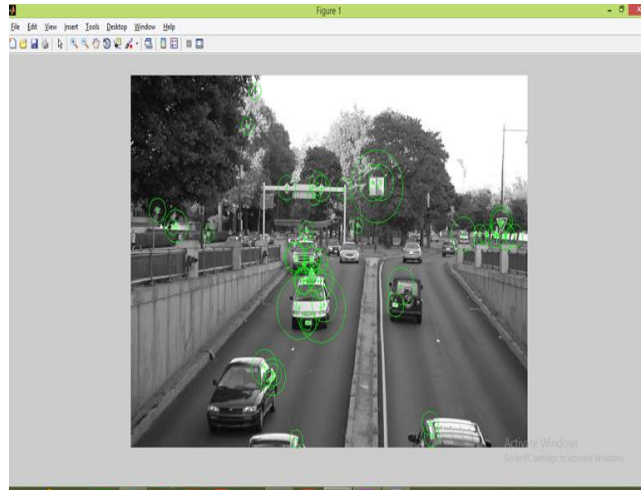 Figure 1
File Edit View Insert Tools Desktop Window Help
Activate Windows
Go to PC settings to activate Windows.